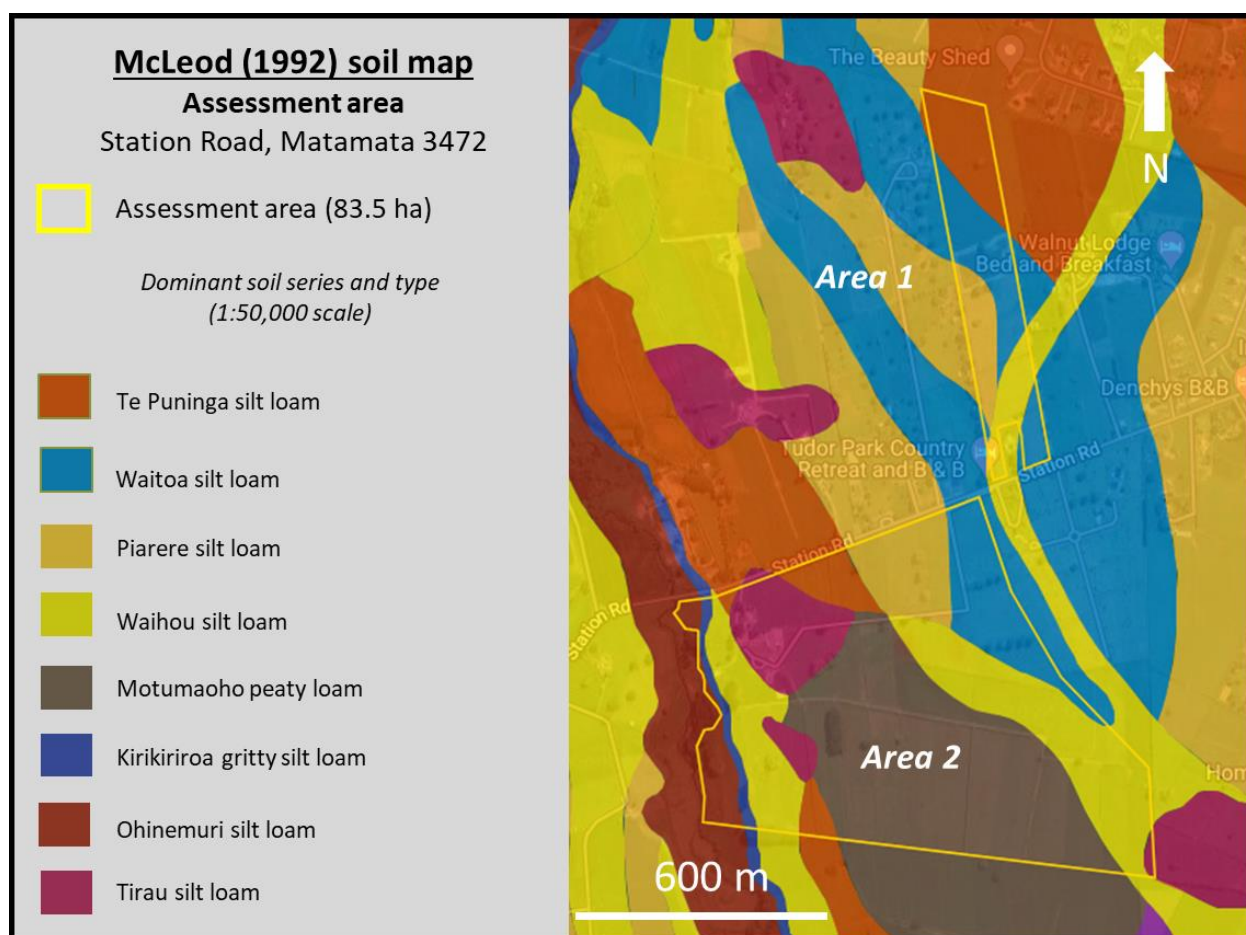 McLeod (1992) soil map
Assessment area
Station Road, Matamata 3472
Assessment area (83.5 ha)
Dominant soil series and type
(1:50,000 scale)
Te Puninga silt loam
Waitoa silt loam
Piarere silt loam
Waihou silt loam
Motumaoho peaty loam
Kirikiriroa gritty silt loam
Ohinemuri silt loam
Tirau silt loam
The Beauty Shed
N
Walnut Lodge
Bed and Breakfast
Area 1
Denchys B&B
Tudor Park Country
Retreat and B & B
Station Rd
Station Rd
Station Rd
Area 2
Hom
600 m